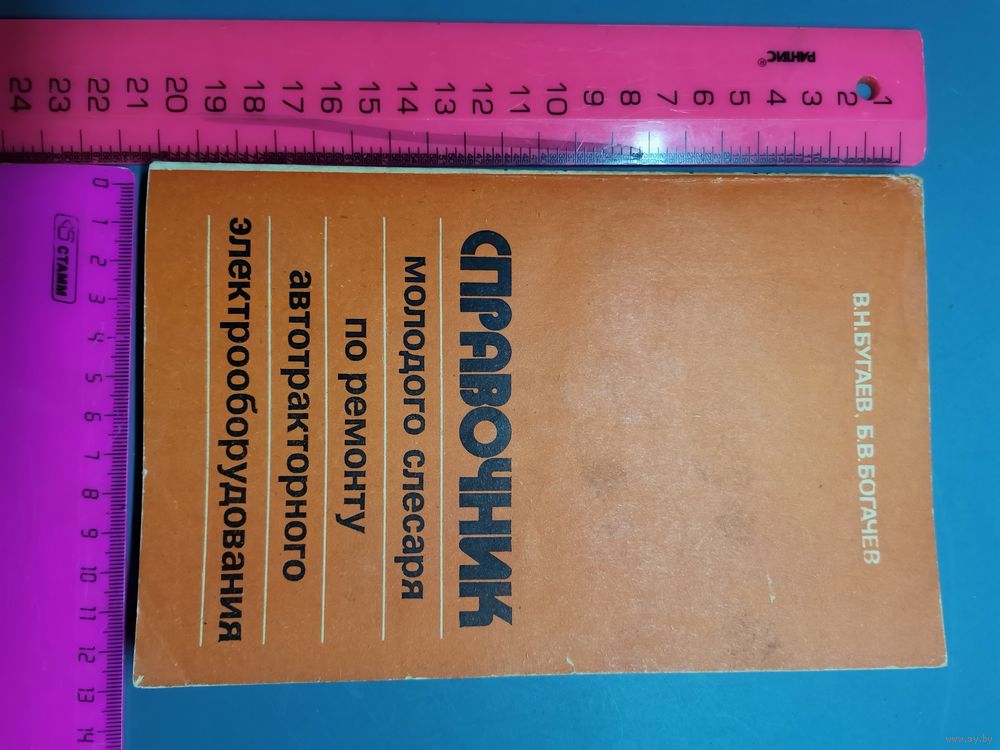 В.Н.БУГАЕВ, Б.В.БОГАЧЕВ
СПРАВОЧНИК
молодого слесаря
по ремонту
автотракторного
электрооборудования
РАНТИС®
1 2 3 4 5 6 7 8 9 10 11 12 13 14 15 16 17 18 19 20 21 22 23 24
СТАММ
0 1 2 3 4 5 6 7 8 9 10 11 12 13 14
www.ay.by